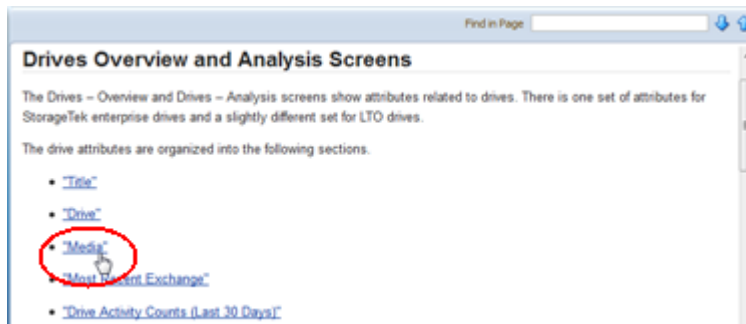 Find in Page
Drives Overview and Analysis Screens
The Drives – Overview and Drives – Analysis screens show attributes related to drives. There is one set of attributes for
StorageTek enterprise drives and a slightly different set for LTO drives.
The drive attributes are organized into the following sections.
• "Title"
• "Drive"
• "Media"
• "Most Recent Exchange"
• "Drive Activity Counts (Last 30 Days)"